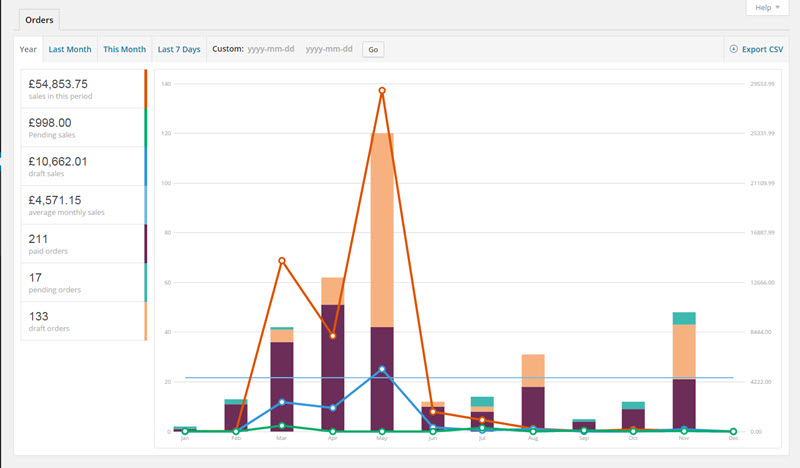 Help
Orders
Year Last Month This Month Last 7 Days Custom: yyyy-mm-dd yyyy-mm-dd Go Export CSV
£54,853.75
sales in this period
£998.00
Pending sales
£10,662.01
draft sales
£4,571.15
average monthly sales
211
paid orders
17
pending orders
133
draft orders
140
120
100
80
60
40
20
0
29553.99
25331.99
21109.99
16887.99
12666.00
8444.00
4222.00
0.00
Jan Feb Mar Apr May Jun Jul Aug Sep Oct Nov Dec